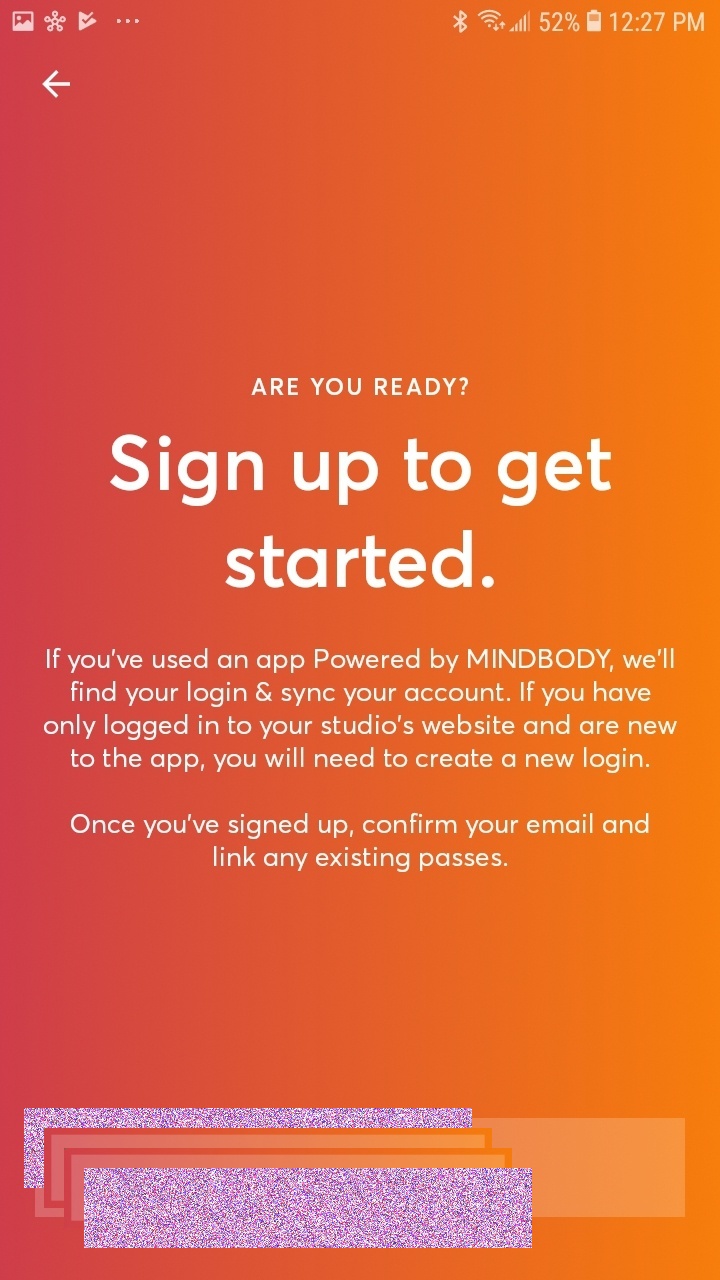 52% 12:27 PM
ARE YOU READY?
Sign up to get
started.
If you've used an app Powered by MINDBODY, we'll
find your login & sync your account. If you have
only logged in to your studio's website and are new
to the app, you will need to create a new login.
Once you've signed up, confirm your email and
link any existing passes.